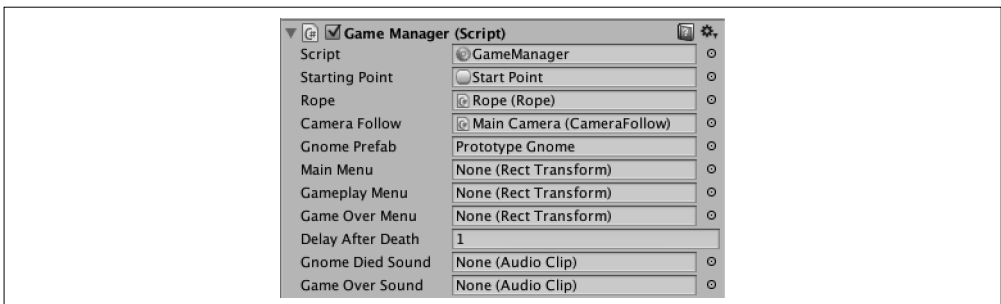 Game Manager (Script)
Script GameManager
Starting Point Start Point
Rope Rope (Rope)
Camera Follow Main Camera (CameraFollow)
Gnome Prefab Prototype Gnome
Main Menu None (Rect Transform)
Gameplay Menu None (Rect Transform)
Game Over Menu None (Rect Transform)
Delay After Death 1
Gnome Died Sound None (Audio Clip)
Game Over Sound None (Audio Clip)